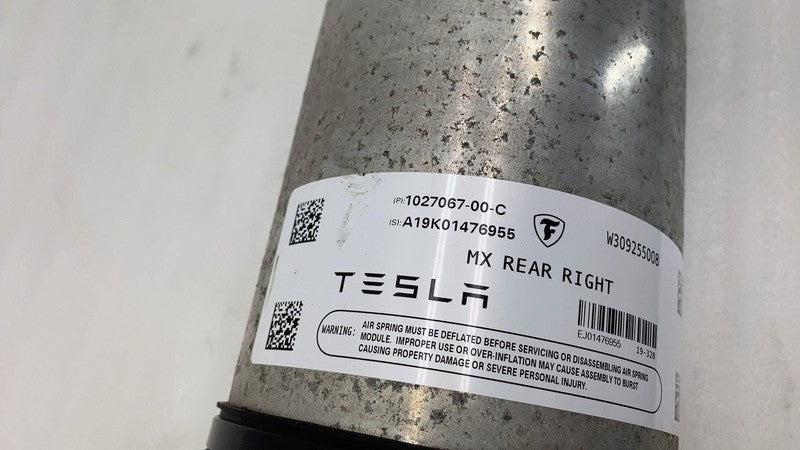 (P):1027067-00-C
(S):A19K01476955
W309255008
MX REAR RIGHT
TESLA
EJ01476955 19-328
WARNING: AIR SPRING MUST BE DEFLATED BEFORE SERVICING OR DISASSEMBLING AIR SPRING
MODULE. IMPROPER USE OR OVER-INFLATION MAY CAUSE ASSEMBLY TO BURST
CAUSING PROPERTY DAMAGE OR SEVERE PERSONAL INJURY.